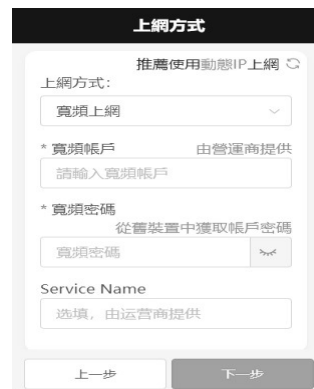 上網方式
推薦使用動態IP上網
上網方式:
寬頻上網
* 寬頻帳戶 由營運商提供
請輸入寬頻帳戶
* 寬頻密碼
從舊裝置中獲取帳戶密碼
寬頻密碼
Service Name
选填，由运营商提供
上一步 下一步